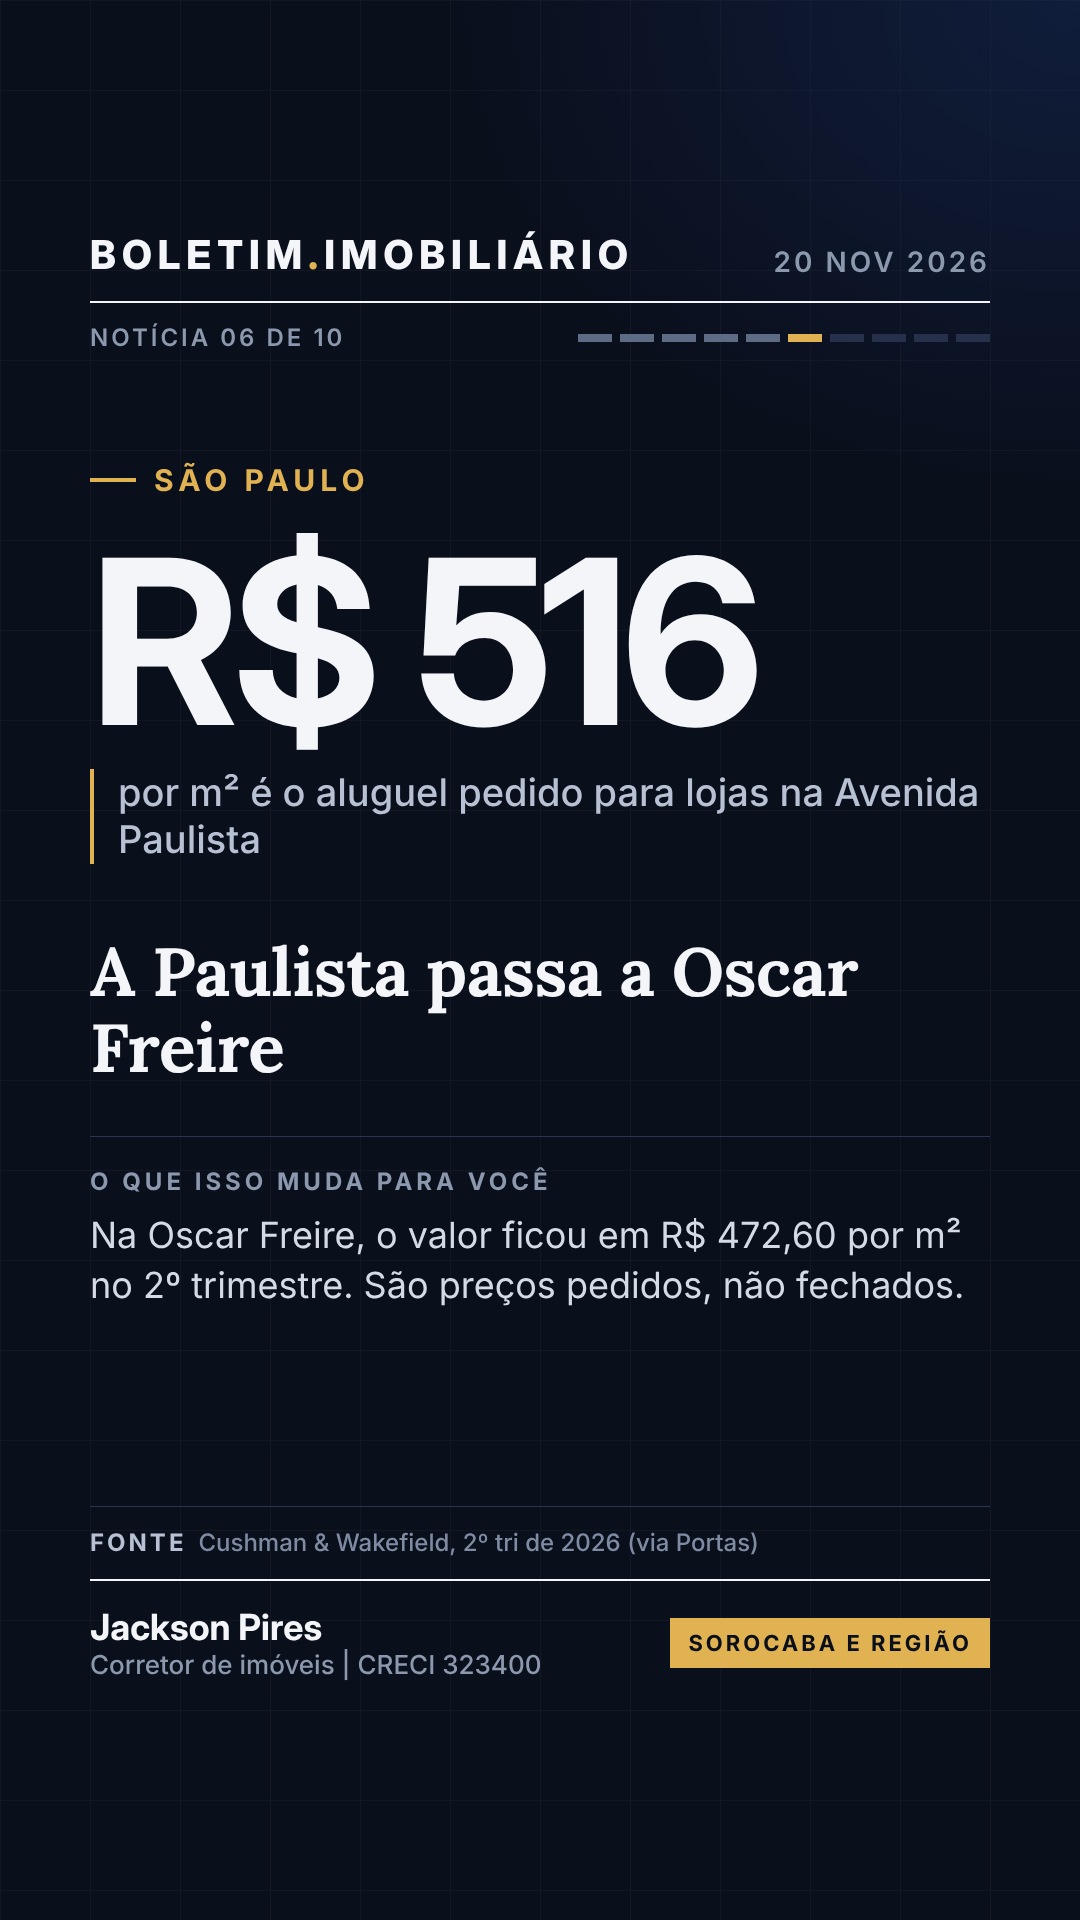 BOLETIM.IMOBILIÁRIO
20 NOV 2026
NOTÍCIA 06 DE 10
SÃO PAULO
R$ 516
por m² é o aluguel pedido para lojas na Avenida
Paulista
A Paulista passa a Oscar
Freire
O QUE ISSO MUDA PARA VOCÊ
Na Oscar Freire, o valor ficou em R$ 472,60 por m²
no 2º trimestre. São preços pedidos, não fechados.
FONTE Cushman & Wakefield, 2º tri de 2026 (via Portas)
Jackson Pires
Corretor de imóveis | CRECI 323400
SOROCABA E REGIÃO